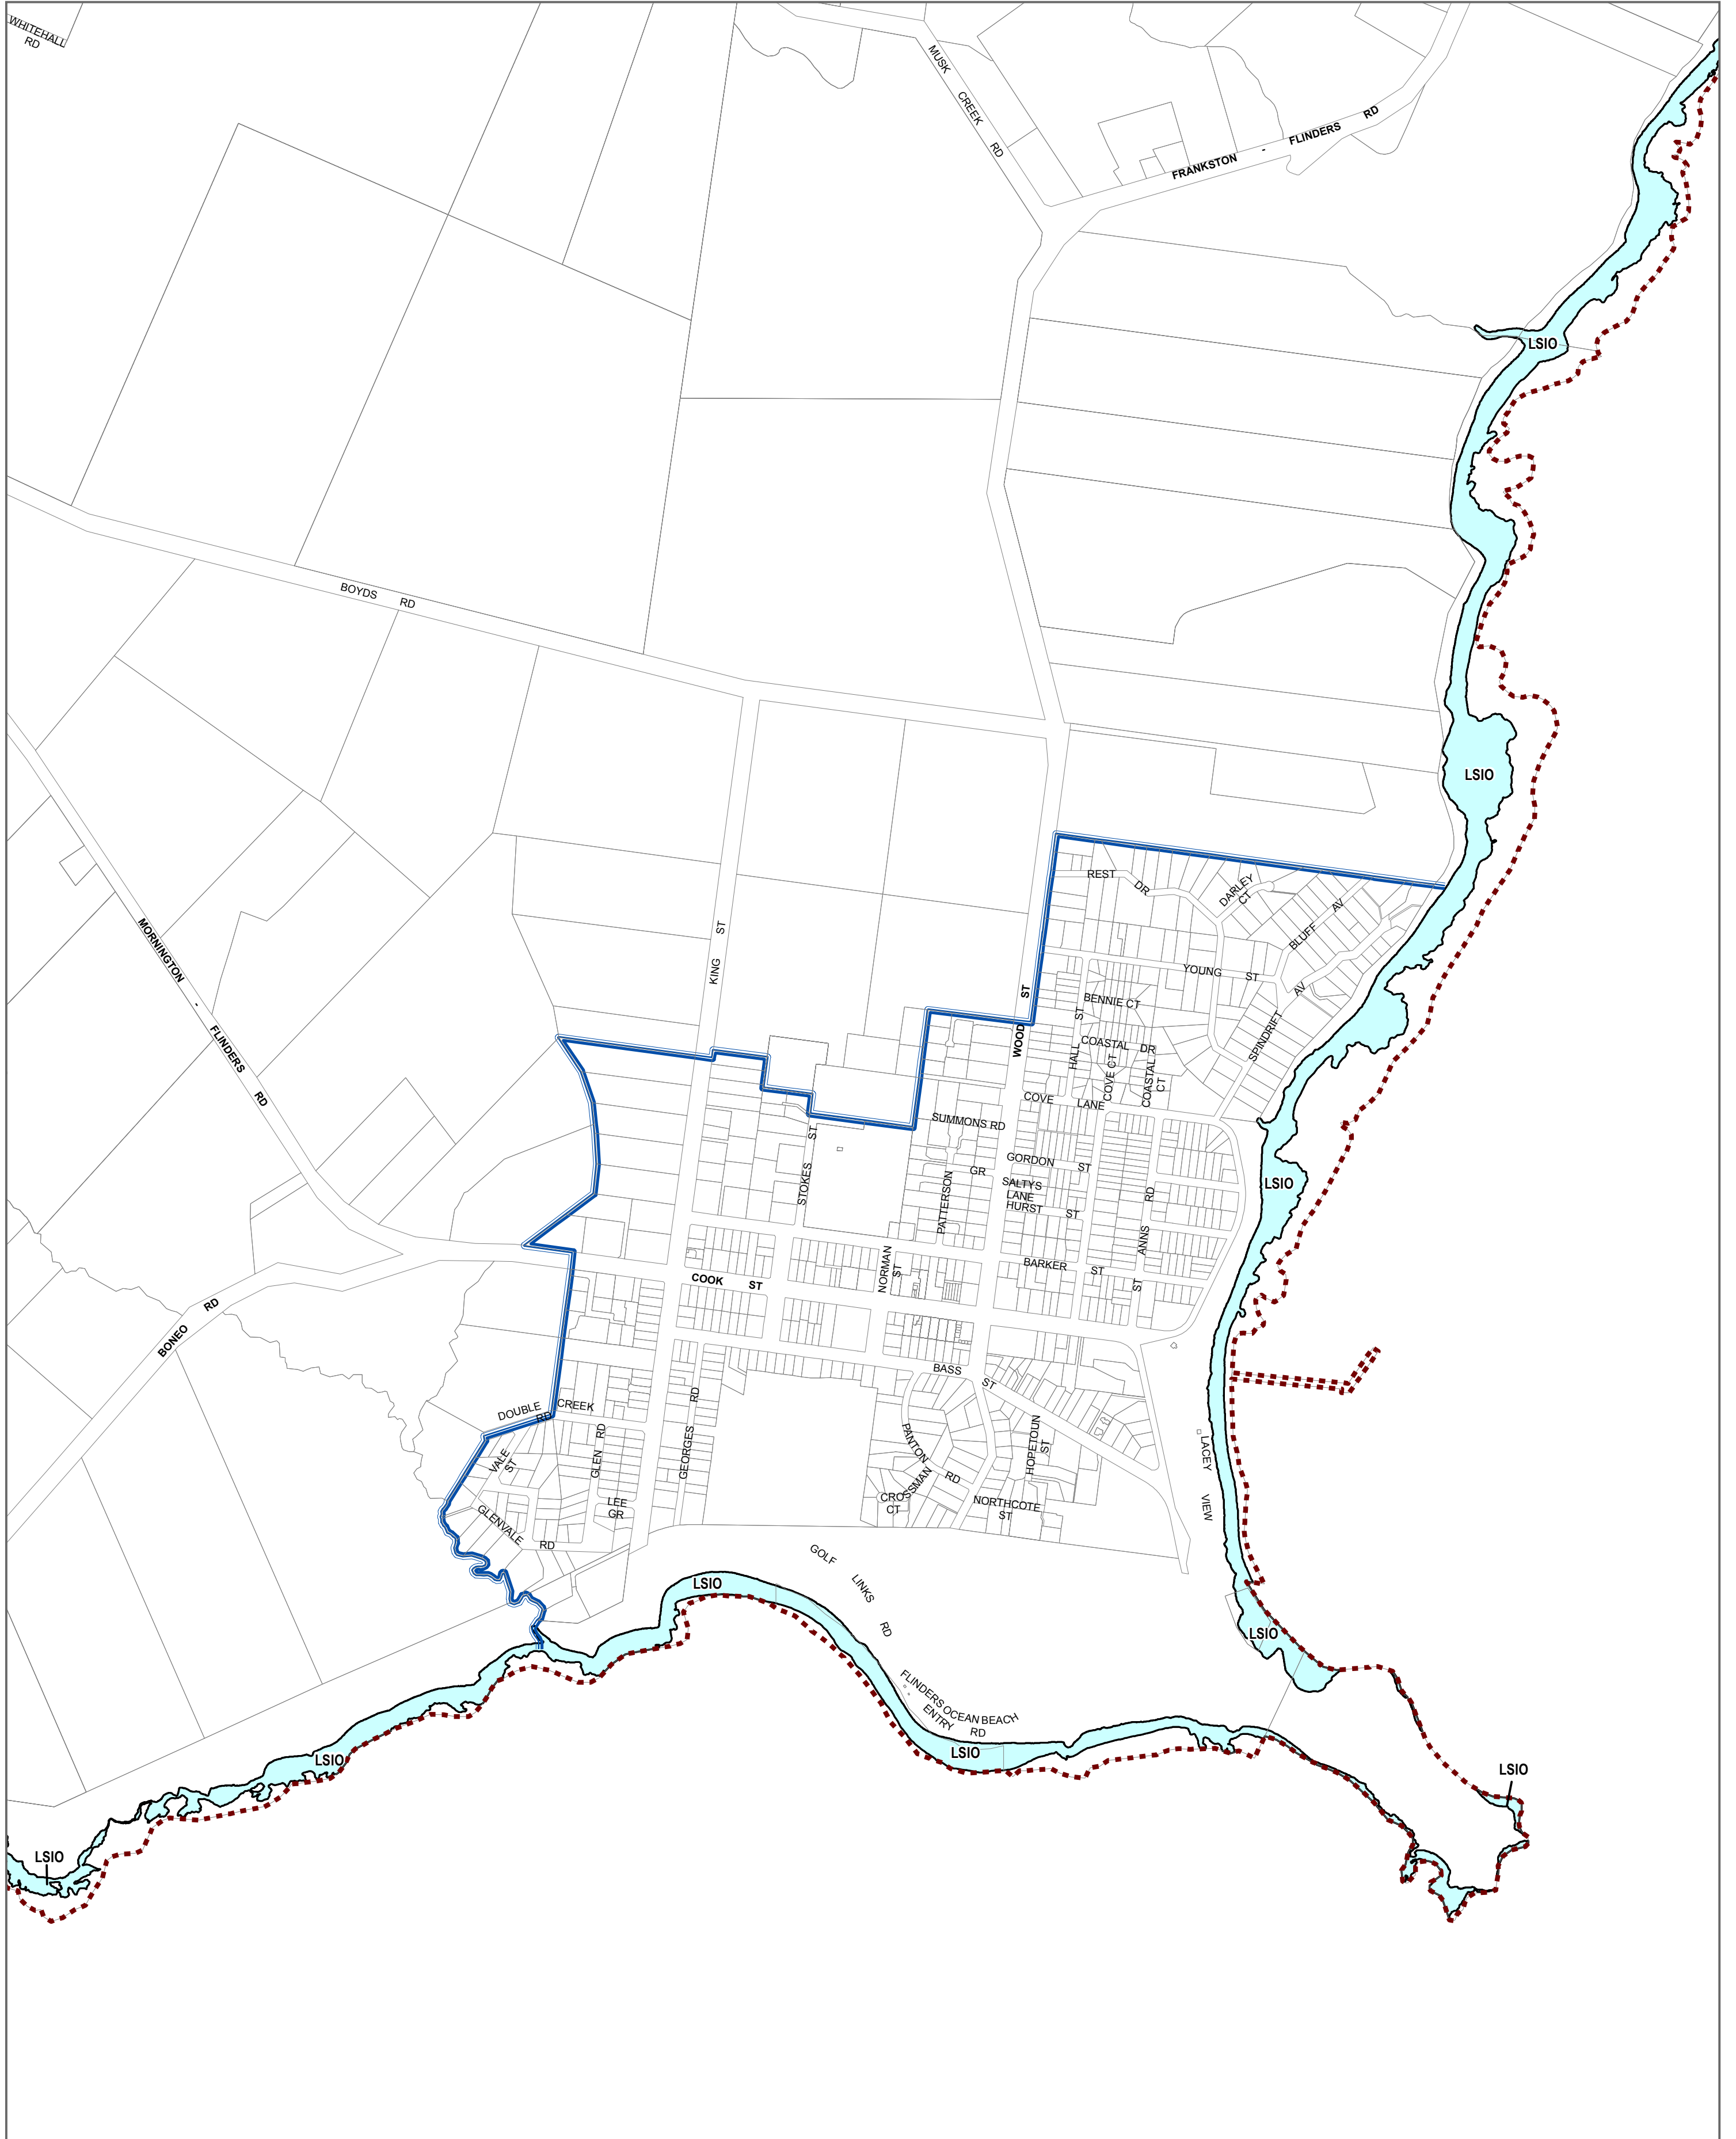 WHITEHALL
RD
MUSK CREEK RD
FRANKSTON - FLINDERS RD
LSIO
BOYDS RD
LSIO
MORNINGTON - FLINDERS RD
KING ST
REST DR
DARLEY
CT
BLUFF AV
YOUNG ST
SPINDRIFT AV
BENNIE CT
WOOD ST
HALL ST
COASTAL DR
COVE CT
COASTAL
CT
COVE LANE
SUMMONS RD
STOKES ST
GORDON ST
PATTERSON GR
SALTYS
LANE
HURST ST
ANNS RD
LSIO
NORMAN
ST
BARKER ST
ST
COOK ST
BONEO RD
BASS ST
DOUBLE CREEK
RD
GEORGES RD
GLEN RD
VALE
ST
PANTON RD
HOPETOUN
ST
LACEY VIEW
CROSSMAN
CT
NORTHCOTE
ST
LEE
GR
GLENVALE RD
GOLF LINKS RD
LSIO
LSIO
FLINDERS OCEAN BEACH
ENTRY RD
LSIO
LSIO
LSIO
LSIO